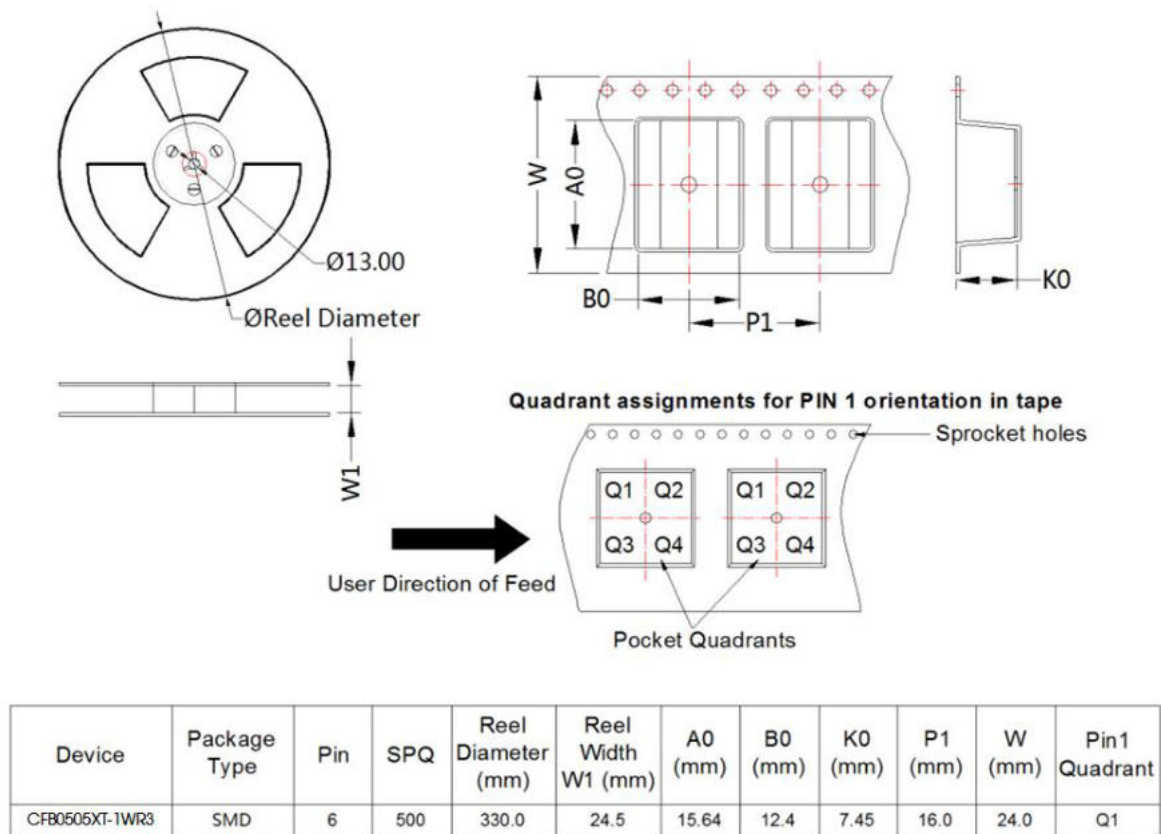 Ø13.00
ØReel Diameter
W1
W
A0
B0
P1
K0
Quadrant assignments for PIN 1 orientation in tape
Sprocket holes
Q1 Q2 Q1 Q2
Q3 Q4 Q3 Q4
User Direction of Feed
Pocket Quadrants
Device Package Type Pin SPQ Reel Diameter (mm) Reel Width W1 (mm) A0 (mm) B0 (mm) K0 (mm) P1 (mm) W (mm) Pin1 Quadrant
CFB0505XT-1WR3 SMD 6 500 330.0 24.5 15.64 12.4 7.45 16.0 24.0 Q1